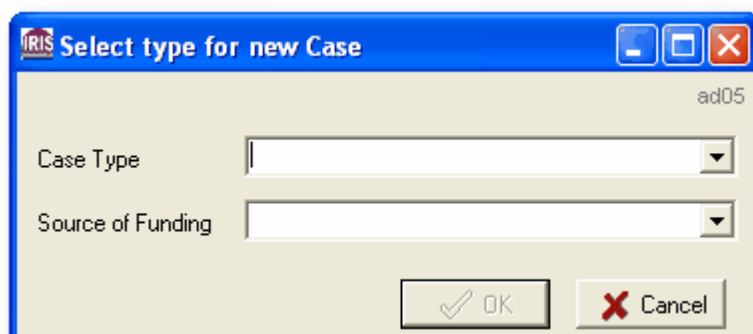 IRIS Select type for new Case
ad05
Case Type
Source of Funding
OK Cancel